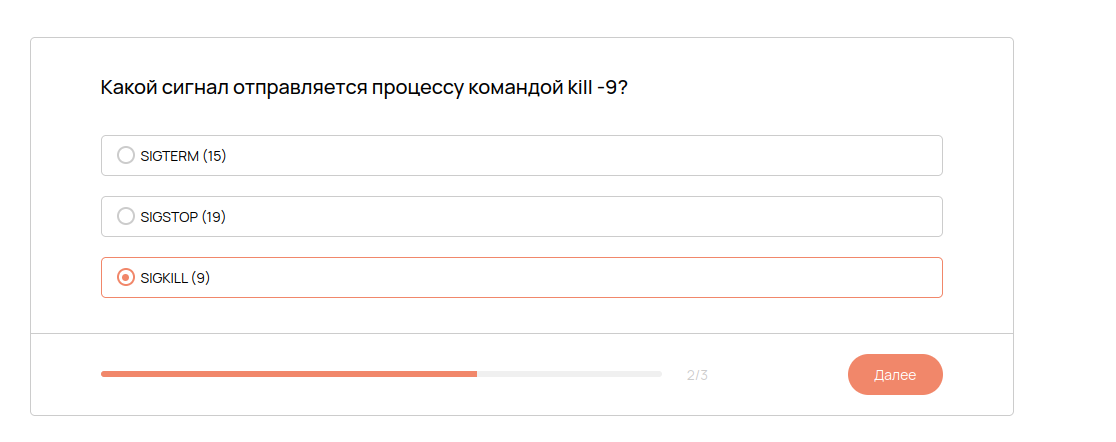 Какой сигнал отправляется процессу командой kill -9?
SIGTERM (15)
SIGSTOP (19)
SIGKILL (9)
2/3
Далее